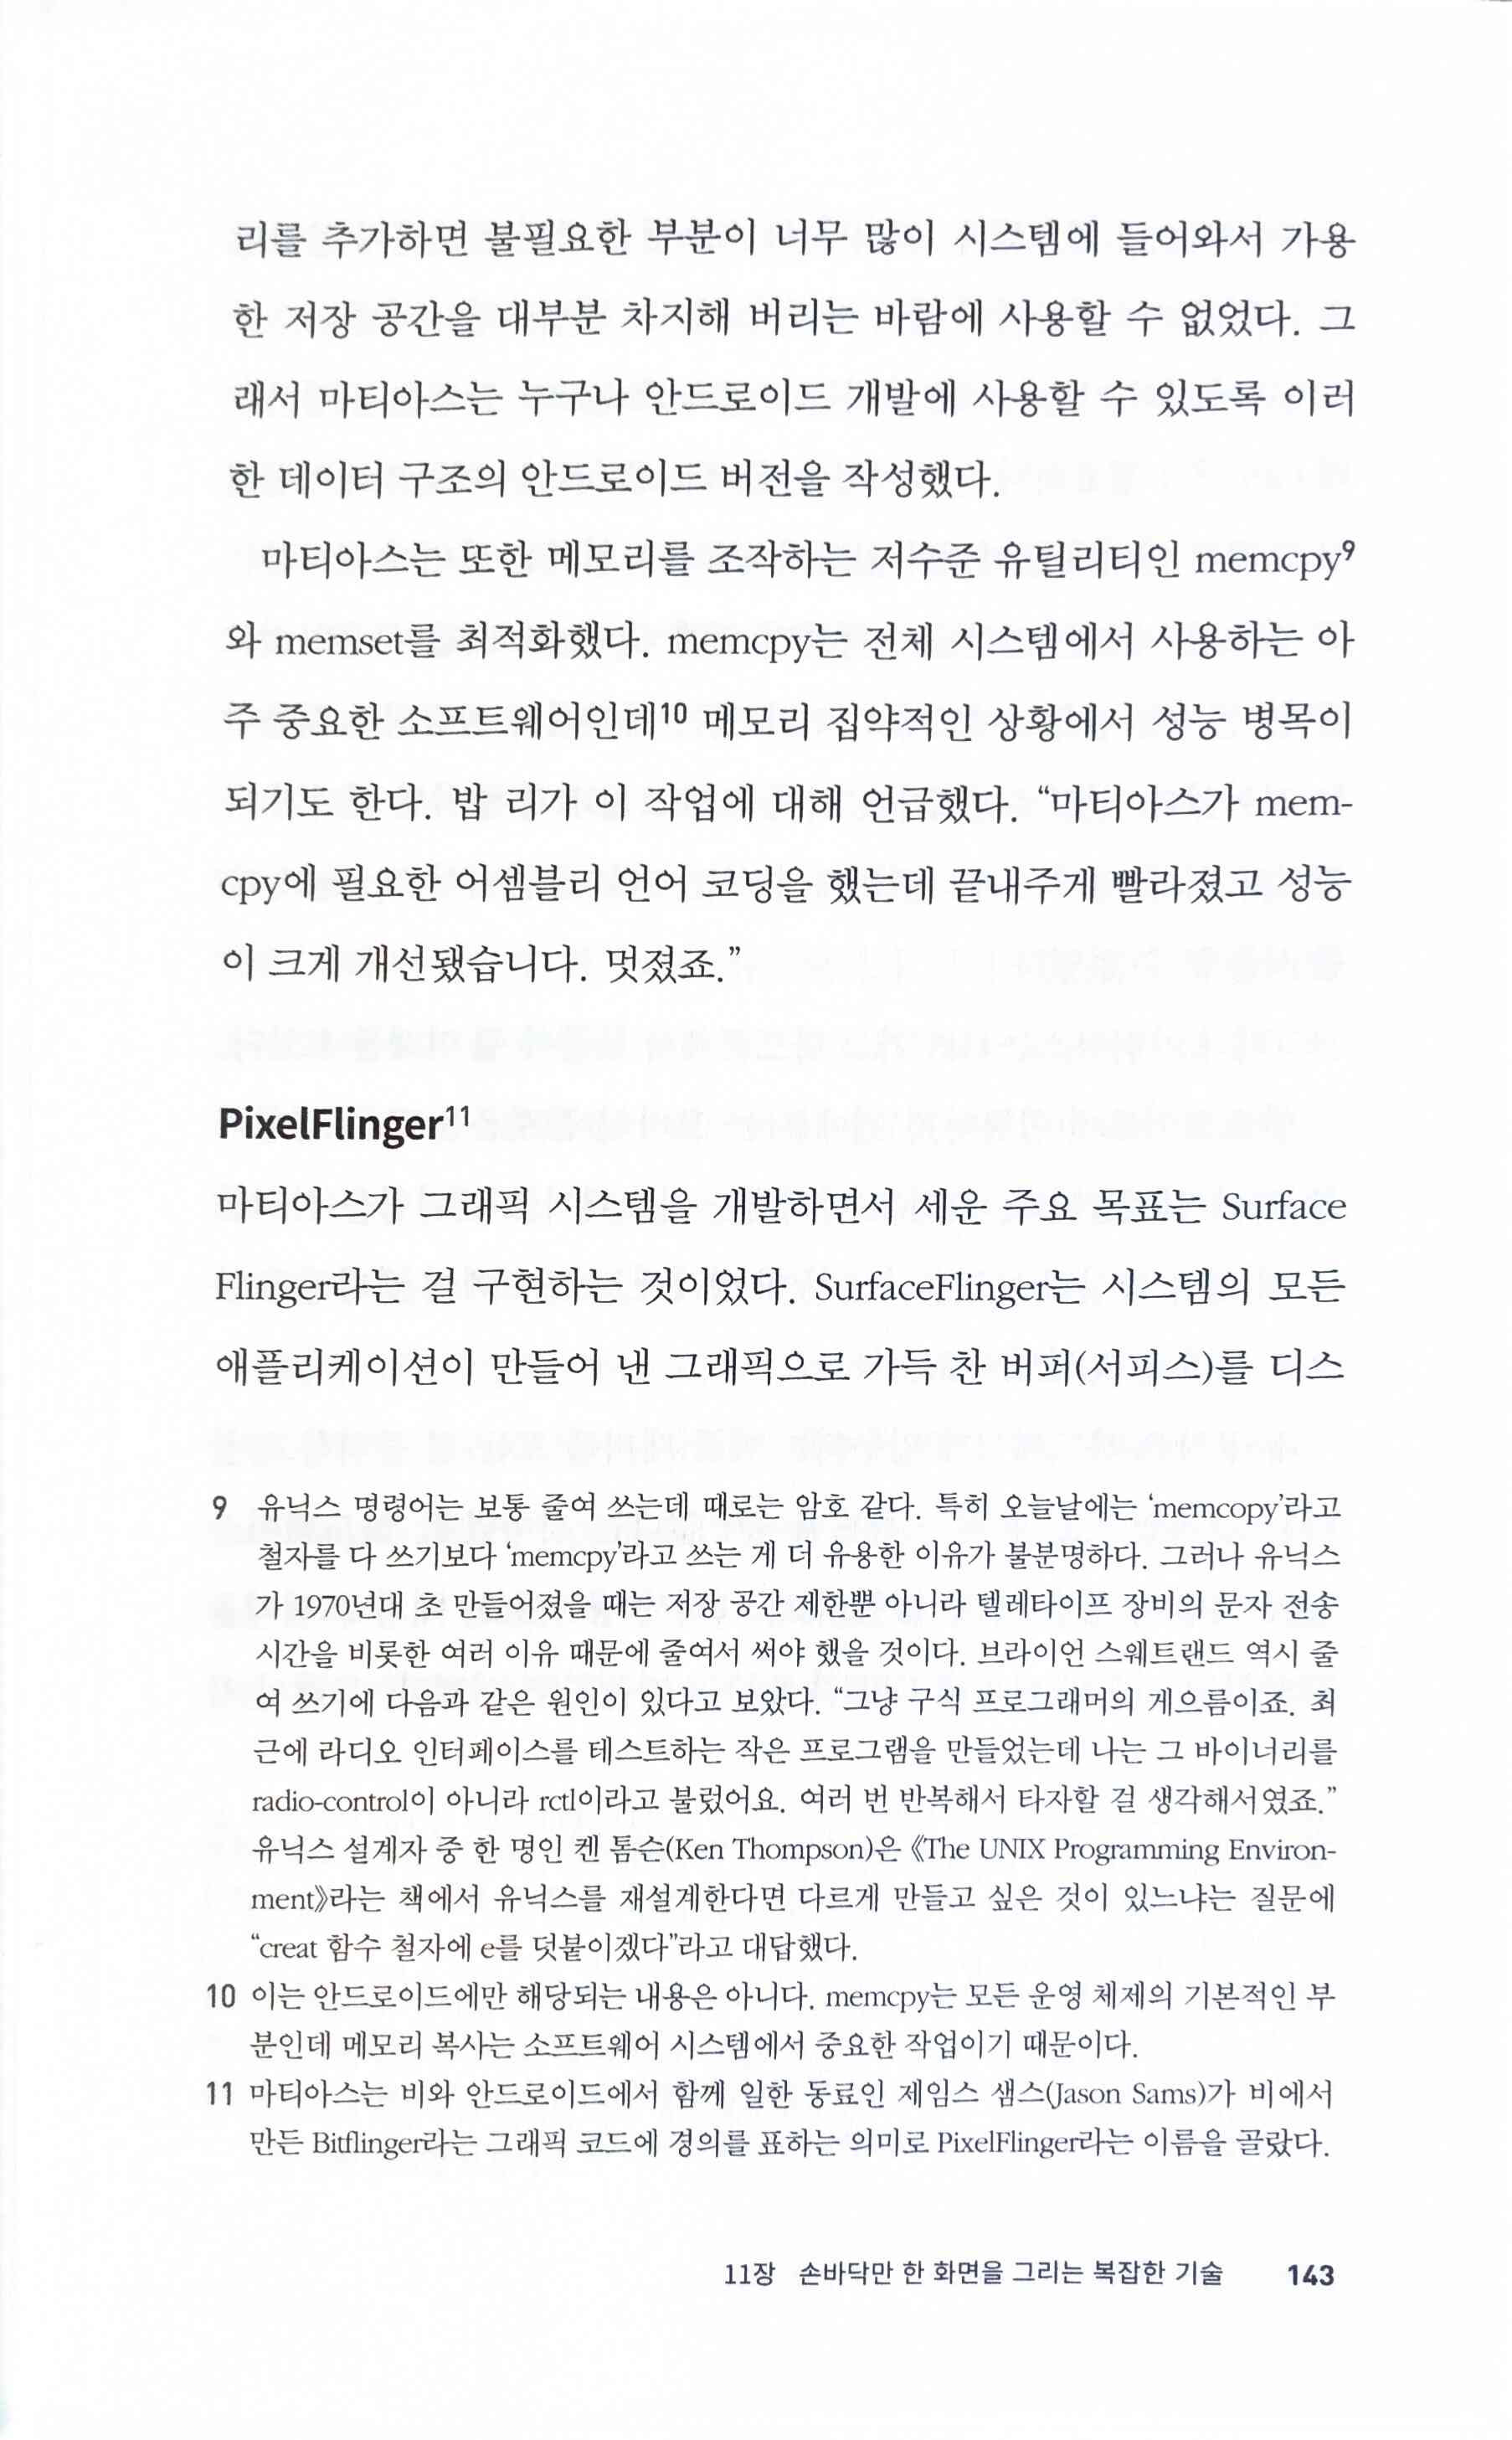 리를 추가하면 불필요한 부분이 너무 많이 시스템에 들어와서 가용
한 저장 공간을 대부분 차지해 버리는 바람에 사용할 수 없었다. 그
래서 마티아스는 누구나 안드로이드 개발에 사용할 수 있도록 이러
한 데이터 구조의 안드로이드 버전을 작성했다.
마티아스는 또한 메모리를 조작하는 저수준 유틸리티인 memcpy⁹
와 memset를 최적화했다. memcpy는 전체 시스템에서 사용하는 아
주 중요한 소프트웨어인데¹⁰ 메모리 집약적인 상황에서 성능 병목이
되기도 한다. 밥 리가 이 작업에 대해 언급했다. “마티아스가 mem-
cpy에 필요한 어셈블리 언어 코딩을 했는데 끝내주게 빨라졌고 성능
이 크게 개선됐습니다. 멋졌죠.”
PixelFlinger¹¹
마티아스가 그래픽 시스템을 개발하면서 세운 주요 목표는 Surface
Flinger라는 걸 구현하는 것이었다. SurfaceFlinger는 시스템의 모든
애플리케이션이 만들어 낸 그래픽으로 가득 찬 버퍼(서피스)를 디스
9 유닉스 명령어는 보통 줄여 쓰는데 때로는 암호 같다. 특히 오늘날에는 ‘memcopy’라고
철자를 다 쓰기보다 ‘memcpy’라고 쓰는 게 더 유용한 이유가 불분명하다. 그러나 유닉스
가 1970년대 초 만들어졌을 때는 저장 공간 제한뿐 아니라 텔레타이프 장비의 문자 전송
시간을 비롯한 여러 이유 때문에 줄여서 써야 했을 것이다. 브라이언 스웨트랜드 역시 줄
여 쓰기에 다음과 같은 원인이 있다고 보았다. “그냥 구식 프로그래머의 게으름이죠. 최
근에 라디오 인터페이스를 테스트하는 작은 프로그램을 만들었는데 나는 그 바이너리를
radio-control이 아니라 rctl이라고 불렀어요. 여러 번 반복해서 타자할 걸 생각해서였죠.”
유닉스 설계자 중 한 명인 켄 톰슨(Ken Thompson)은 《The UNIX Programming Environ-
ment》라는 책에서 유닉스를 재설계한다면 다르게 만들고 싶은 것이 있느냐는 질문에
“creat 함수 철자에 e를 덧붙이겠다”라고 대답했다.
10 이는 안드로이드에만 해당되는 내용은 아니다. memcpy는 모든 운영 체제의 기본적인 부
분인데 메모리 복사는 소프트웨어 시스템에서 중요한 작업이기 때문이다.
11 마티아스는 비와 안드로이드에서 함께 일한 동료인 제임스 샘스(Jason Sams)가 비에서
만든 Bitflinger라는 그래픽 코드에 경의를 표하는 의미로 PixelFlinger라는 이름을 골랐다.
11장 손바닥만 한 화면을 그리는 복잡한 기술 143